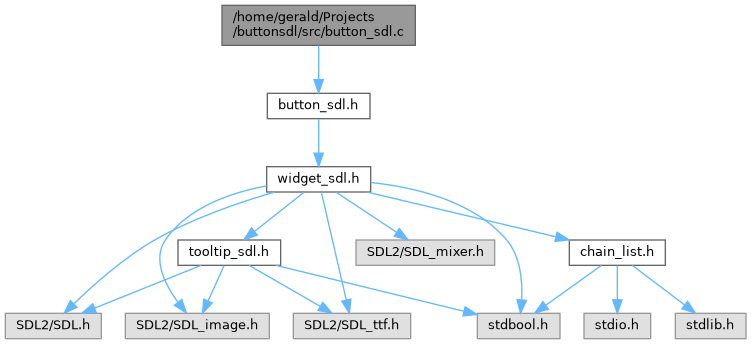 /home/gerald/Projects
/buttonsdl/src/button_sdl.c
button_sdl.h
widget_sdl.h
tooltip_sdl.h
SDL2/SDL_mixer.h
chain_list.h
SDL2/SDL.h
SDL2/SDL_image.h
SDL2/SDL_ttf.h
stdbool.h
stdio.h
stdlib.h